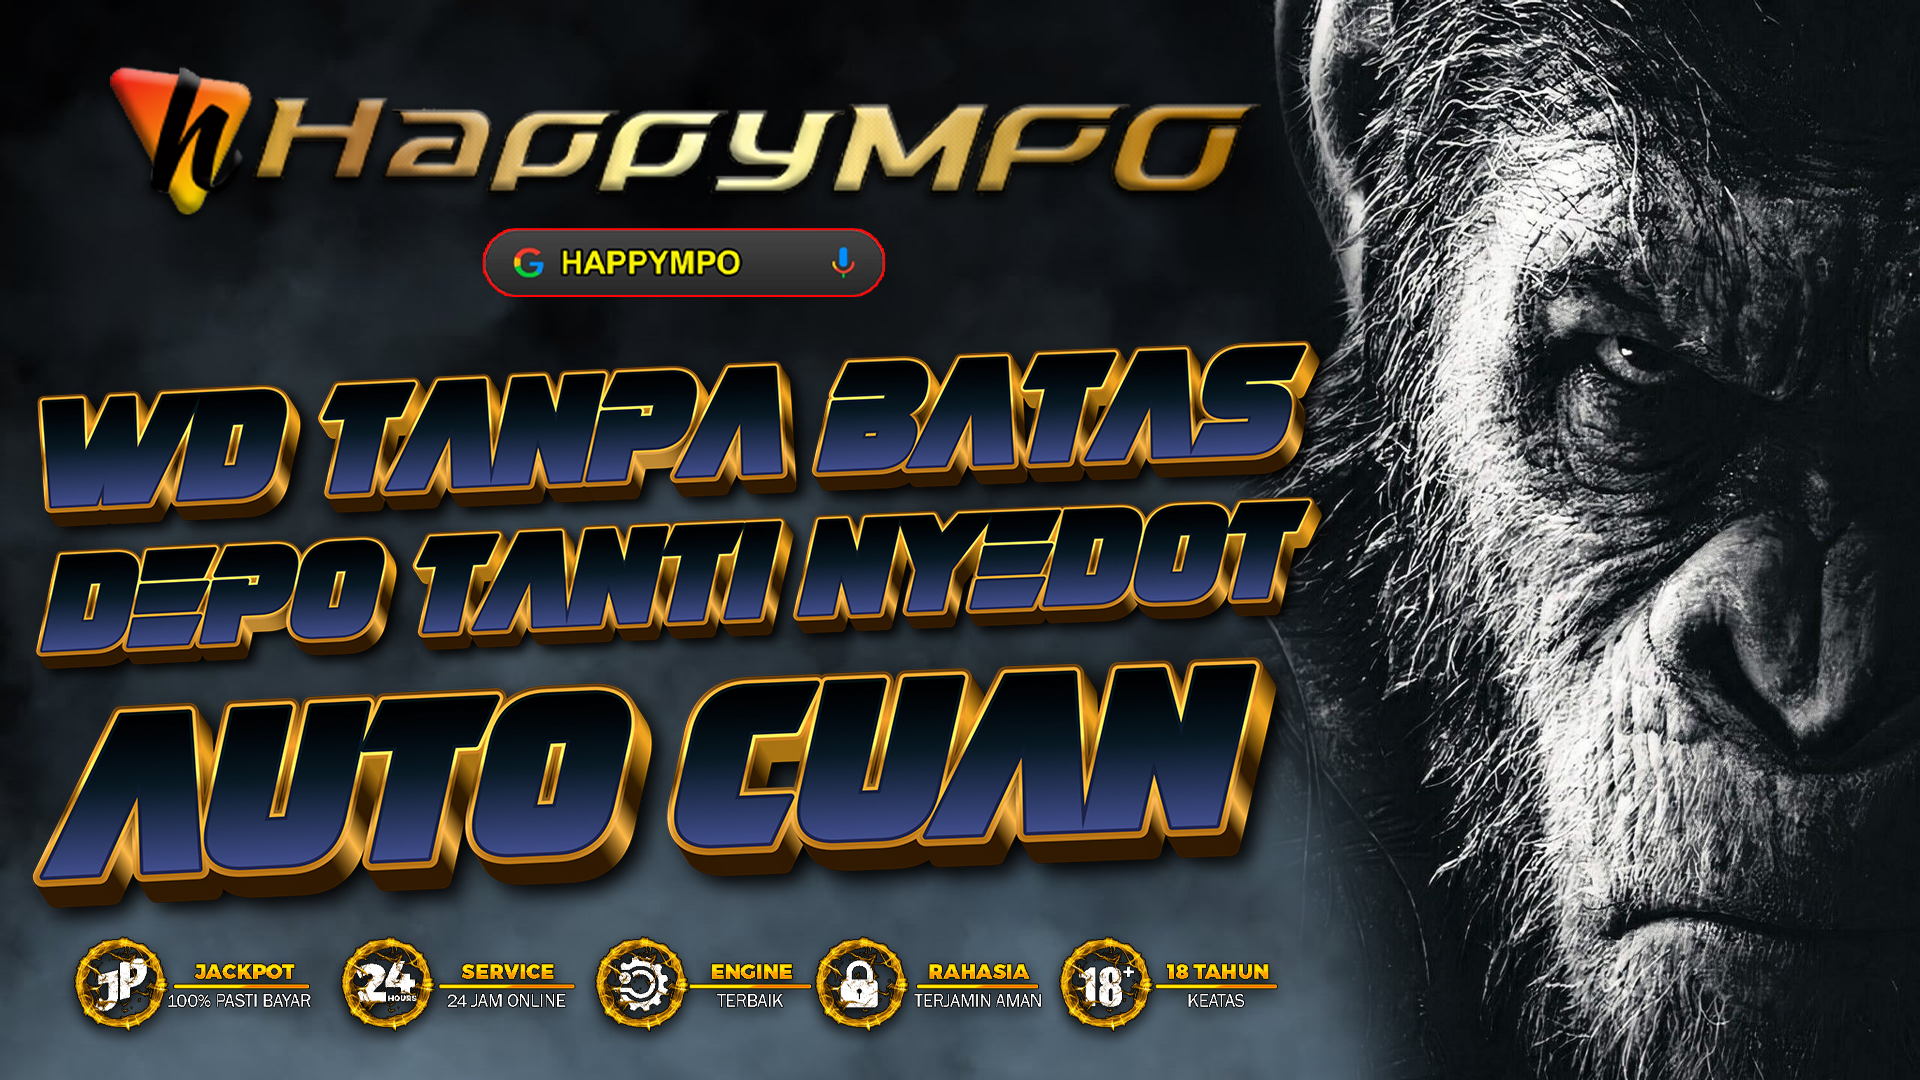 h HappyMPO
G HAPPYMPO
WD TANPA BATAS
DEPO TANTI NYEDOT
AUTO CUAN
JP JACKPOT
100% PASTI BAYAR
24 HOURS SERVICE
24 JAM ONLINE
ENGINE
TERBAIK
RAHASIA
TERJAMIN AMAN
18+ 18 TAHUN
KEATAS